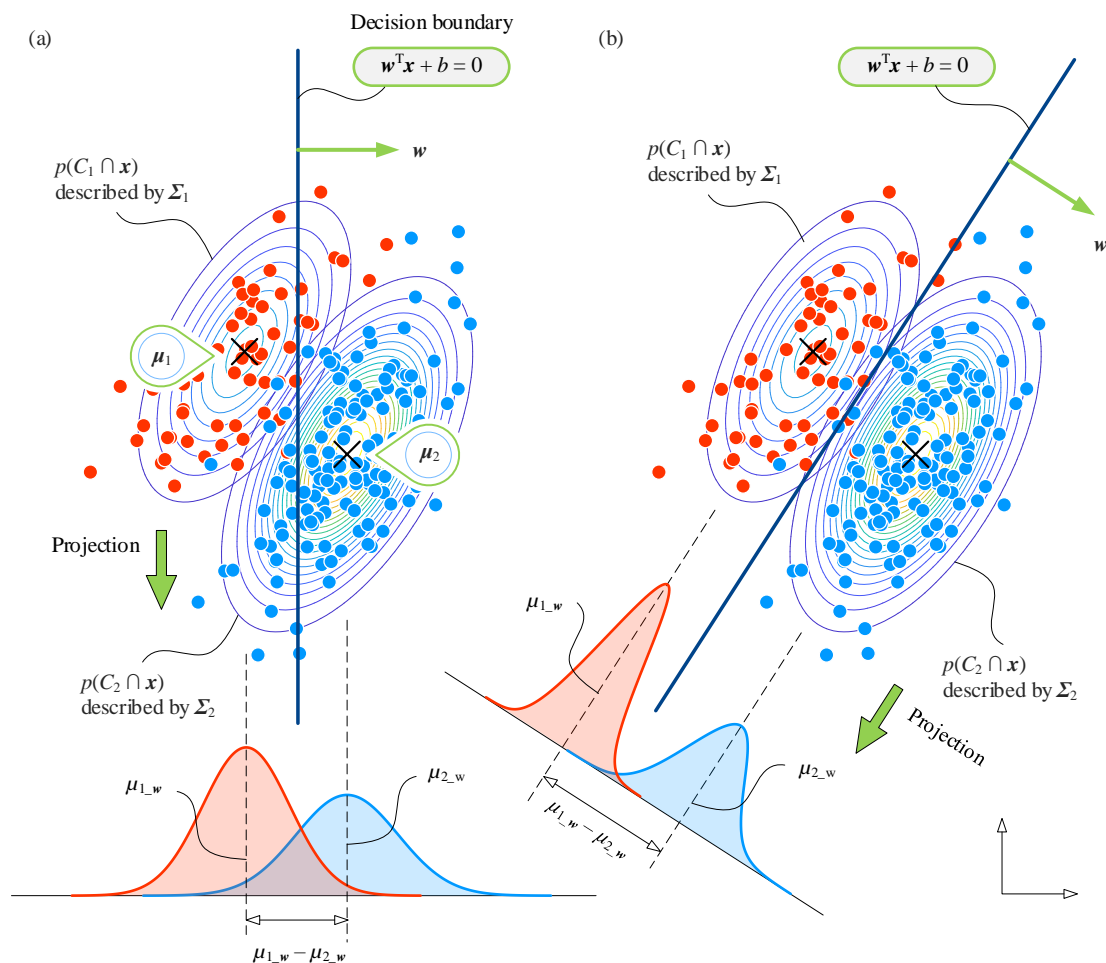 (a)
Decision boundary
wᵀx + b = 0
w
p(C₁ ∩ x)
described by Σ₁
μ₁
μ₂
Projection
p(C₂ ∩ x)
described by Σ₂
μ₁_w
μ₂_w
μ₁_w − μ₂_w
(b)
wᵀx + b = 0
p(C₁ ∩ x)
described by Σ₁
w
μ₁_w
p(C₂ ∩ x)
described by Σ₂
Projection
μ₂_w
μ₁_w − μ₂_w